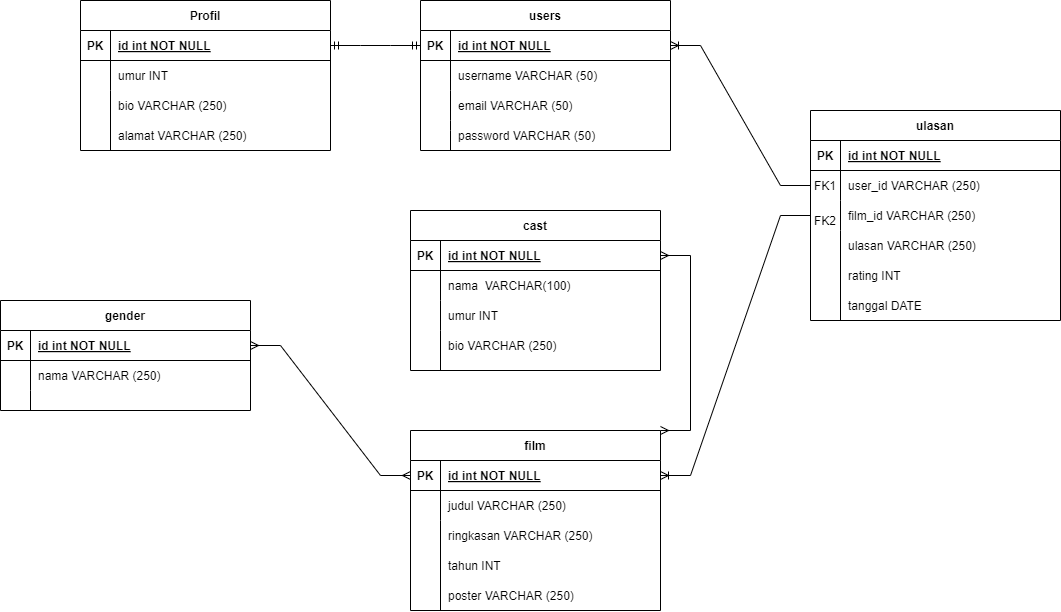 Profil
PK id int NOT NULL
umur INT
bio VARCHAR (250)
alamat VARCHAR (250)
users
PK id int NOT NULL
username VARCHAR (50)
email VARCHAR (50)
password VARCHAR (50)
ulasan
PK id int NOT NULL
FK1 user_id VARCHAR (250)
FK2 film_id VARCHAR (250)
ulasan VARCHAR (250)
rating INT
tanggal DATE
cast
PK id int NOT NULL
nama VARCHAR(100)
umur INT
bio VARCHAR (250)
gender
PK id int NOT NULL
nama VARCHAR (250)
film
PK id int NOT NULL
judul VARCHAR (250)
ringkasan VARCHAR (250)
tahun INT
poster VARCHAR (250)